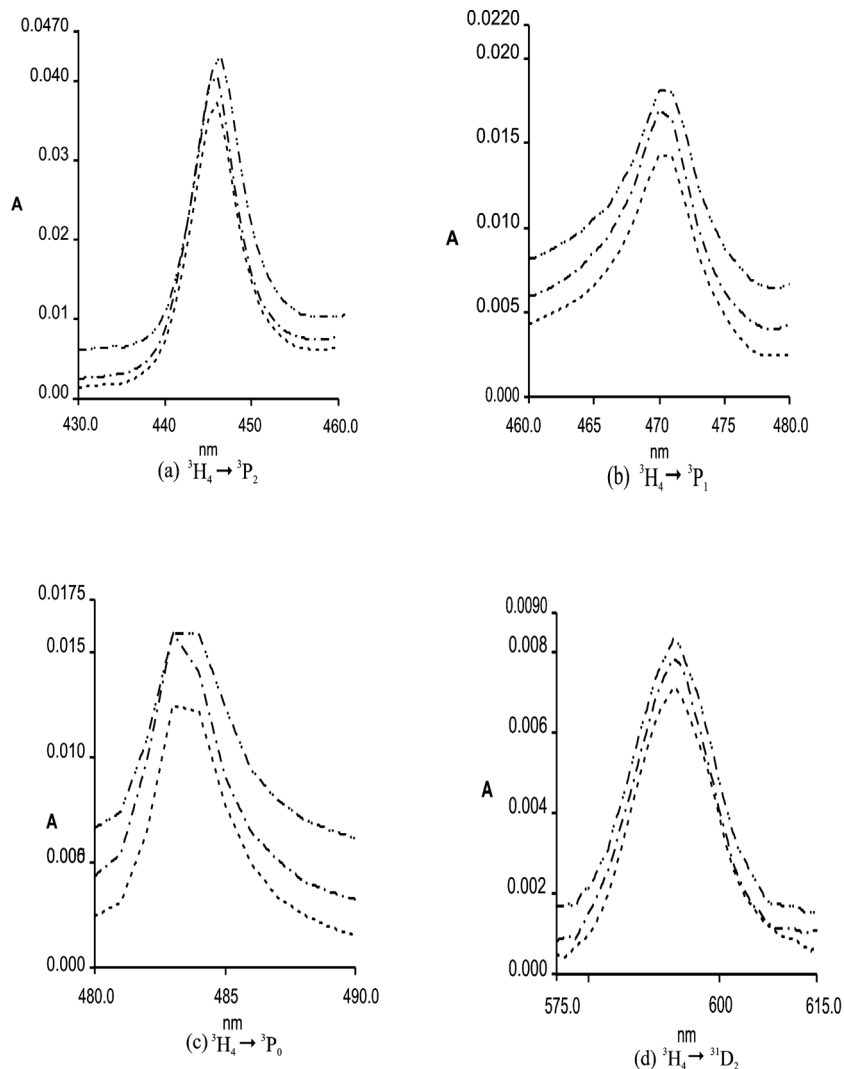 0.0470
0.040
0.03
0.02
0.01
0.00
A
430.0 440 450 460.0
nm
(a) ³H₄ → ³P₂
0.0220
0.020
0.015
0.010
0.005
0.000
A
460.0 465 470 475 480.0
nm
(b) ³H₄ → ³P₁
0.0175
0.015
0.010
0.006
0.000
A
480.0 485 490.0
nm
(c) ³H₄ → ³P₀
0.0090
0.008
0.006
0.004
0.002
0.000
A
575.0 600 615.0
nm
(d) ³H₄ → ³¹D₂